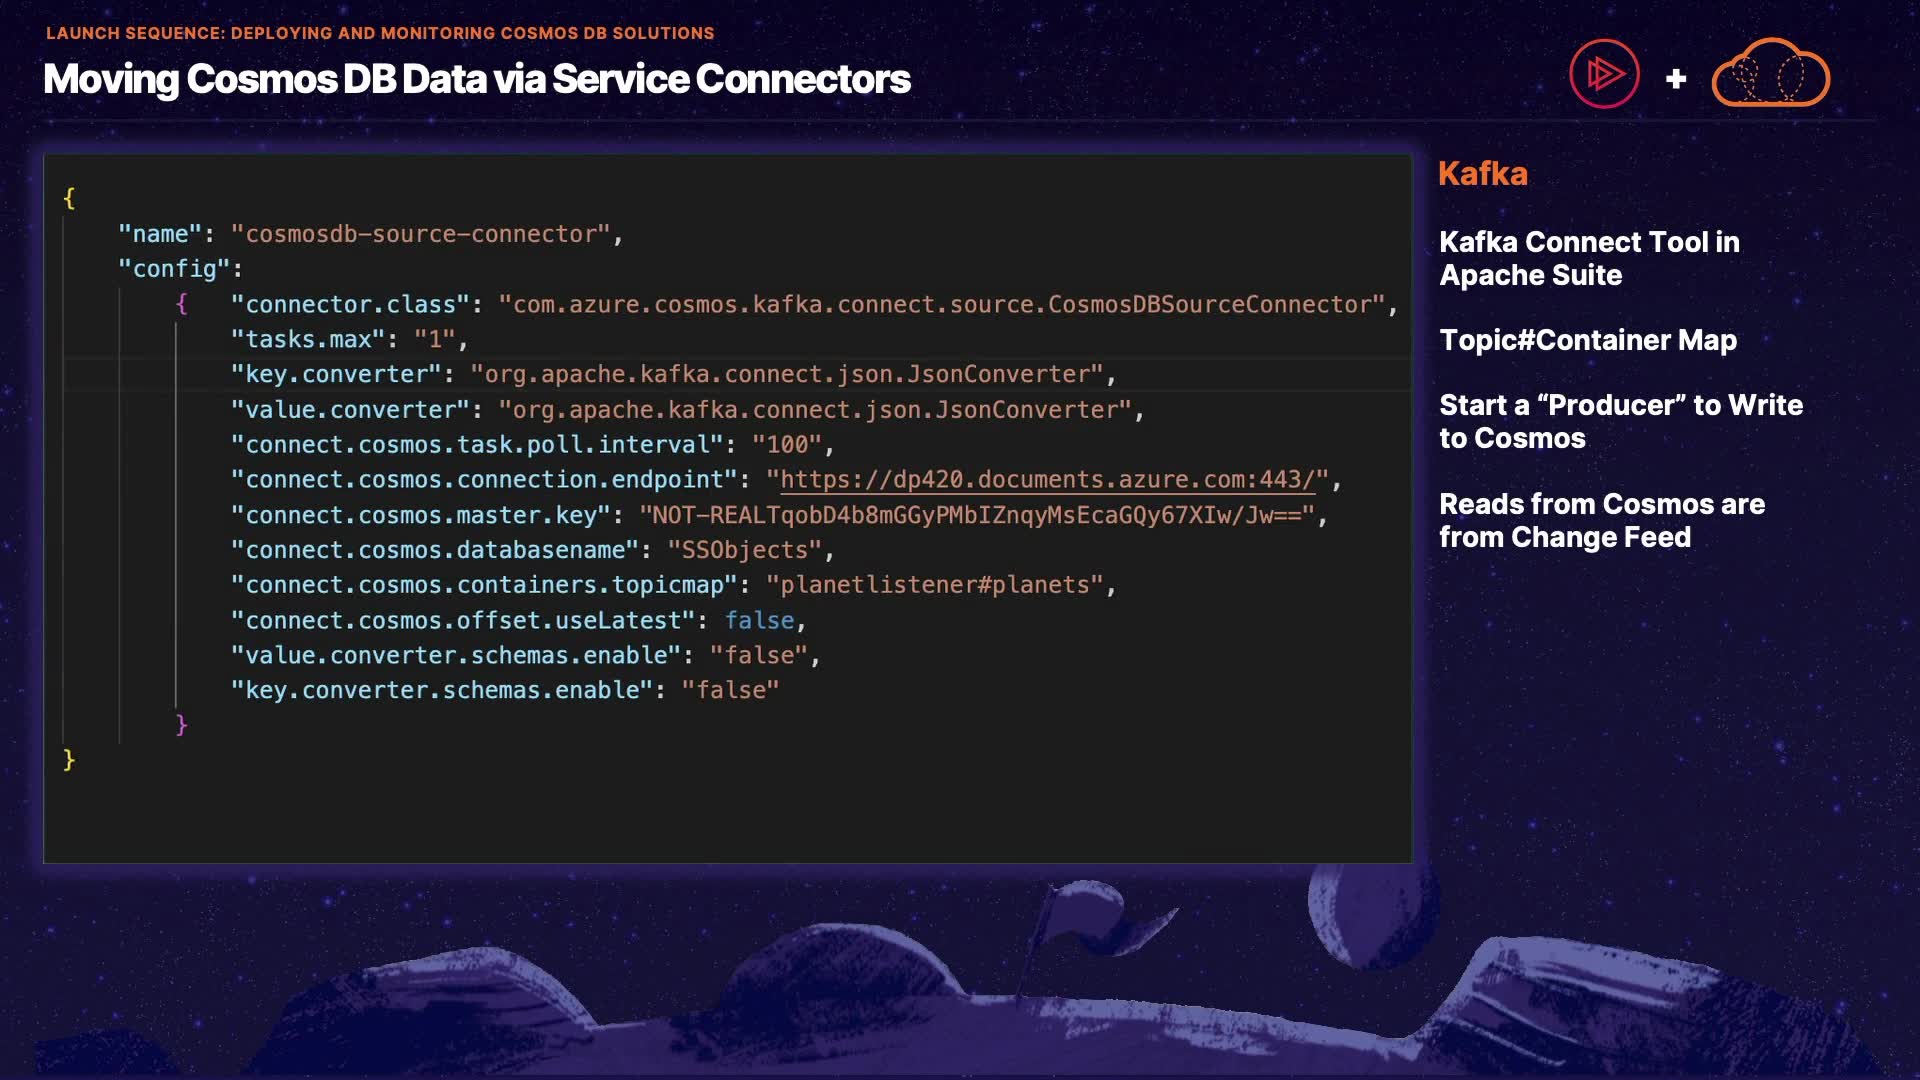 LAUNCH SEQUENCE: DEPLOYING AND MONITORING COSMOS DB SOLUTIONS
Moving Cosmos DB Data via Service Connectors
+
{
"name": "cosmosdb-source-connector",
"config":
{ "connector.class": "com.azure.cosmos.kafka.connect.source.CosmosDBSourceConnector",
"tasks.max": "1",
"key.converter": "org.apache.kafka.connect.json.JsonConverter",
"value.converter": "org.apache.kafka.connect.json.JsonConverter",
"connect.cosmos.task.poll.interval": "100",
"connect.cosmos.connection.endpoint": "https://dp420.documents.azure.com:443/",
"connect.cosmos.master.key": "NOT-REALTqobD4b8mGGyPMbIZnqyMsEcaGQy67XIw/Jw==",
"connect.cosmos.databasename": "SSObjects",
"connect.cosmos.containers.topicmap": "planetlistener#planets",
"connect.cosmos.offset.useLatest": false,
"value.converter.schemas.enable": "false",
"key.converter.schemas.enable": "false"
}
}
Kafka
Kafka Connect Tool in
Apache Suite
Topic#Container Map
Start a “Producer” to Write
to Cosmos
Reads from Cosmos are
from Change Feed